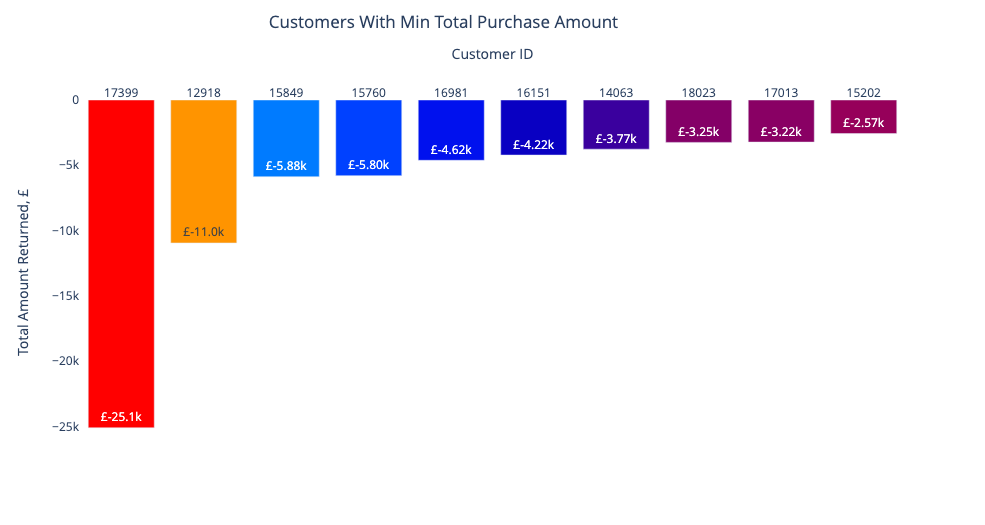 Customers With Min Total Purchase Amount
Customer ID
17399 12918 15849 15760 16981 16151 14063 18023 17013 15202
0
−5k
−10k
−15k
−20k
−25k
Total Amount Returned, £
£-25.1k
£-11.0k
£-5.88k
£-5.80k
£-4.62k
£-4.22k
£-3.77k
£-3.25k
£-3.22k
£-2.57k